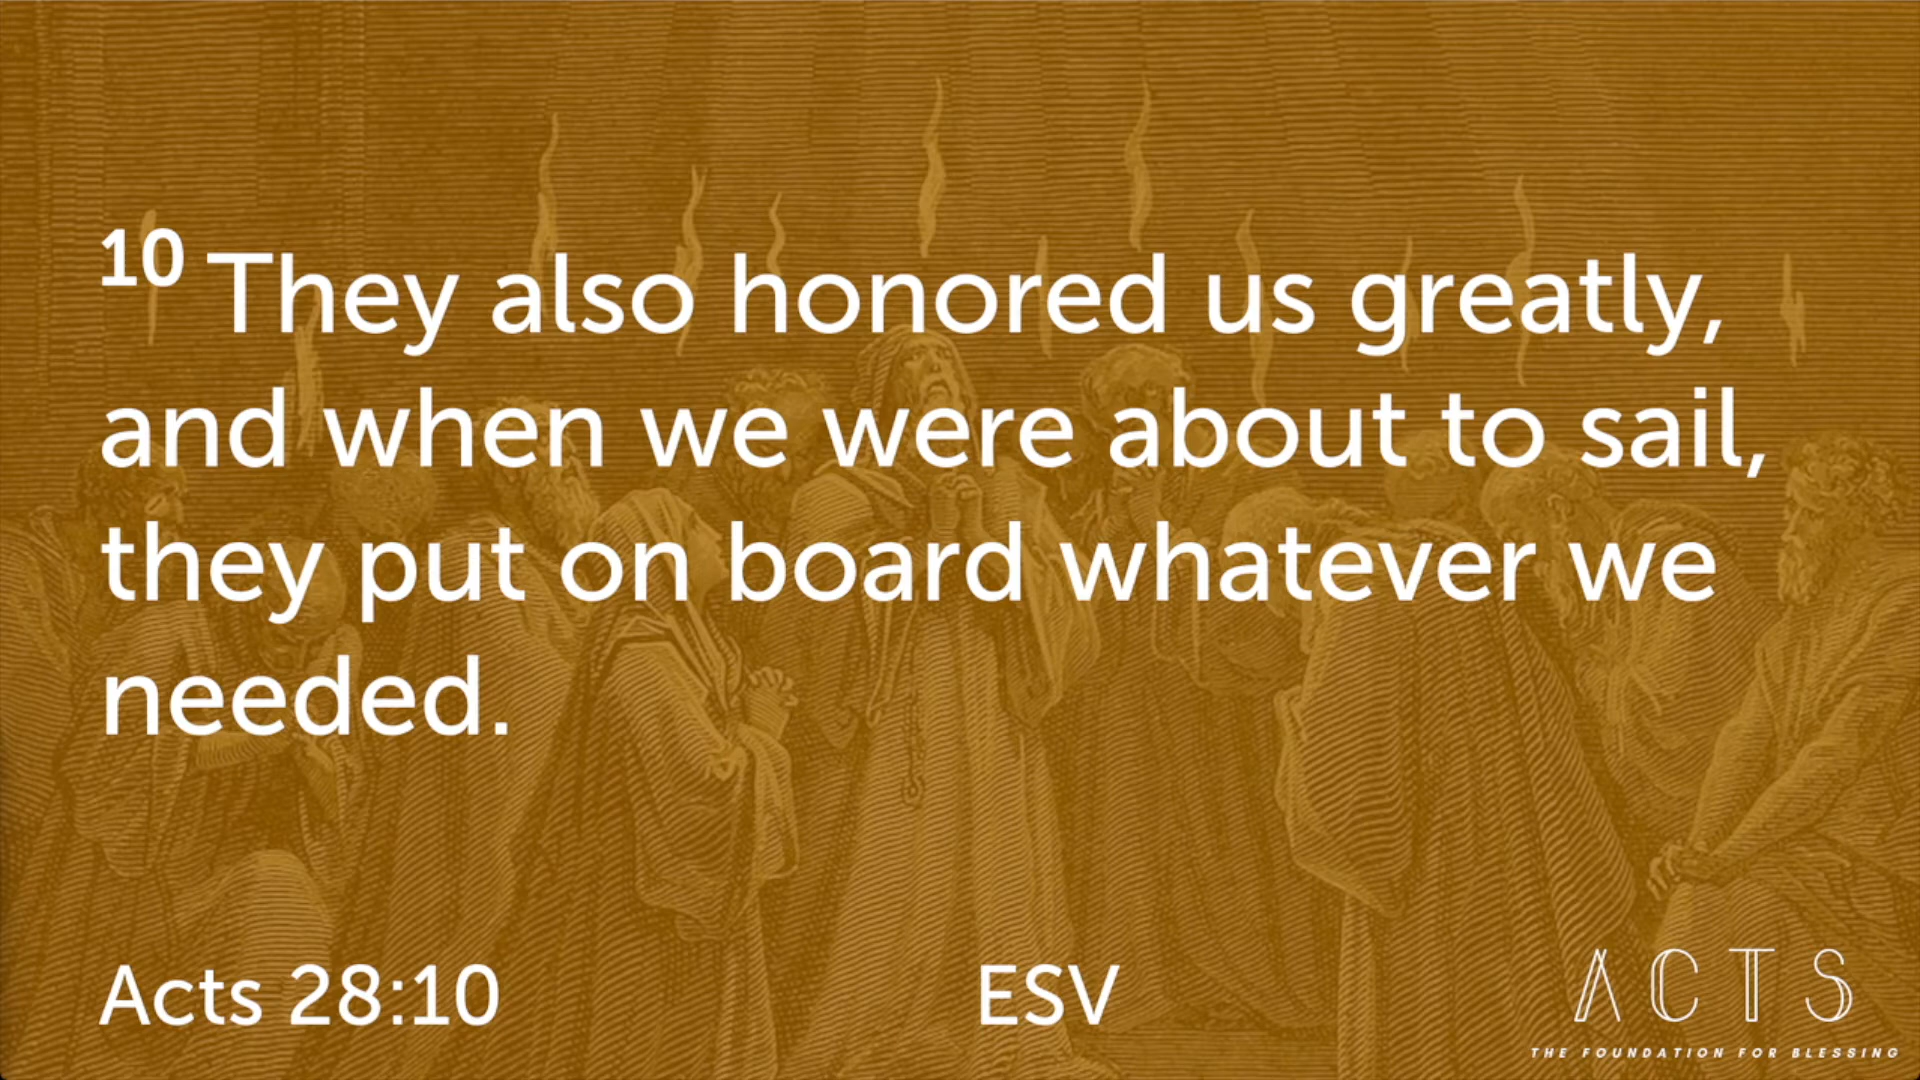 10 They also honored us greatly,
and when we were about to sail,
they put on board whatever we
needed.
Acts 28:10
ESV
ACTS
THE FOUNDATION FOR BLESSING